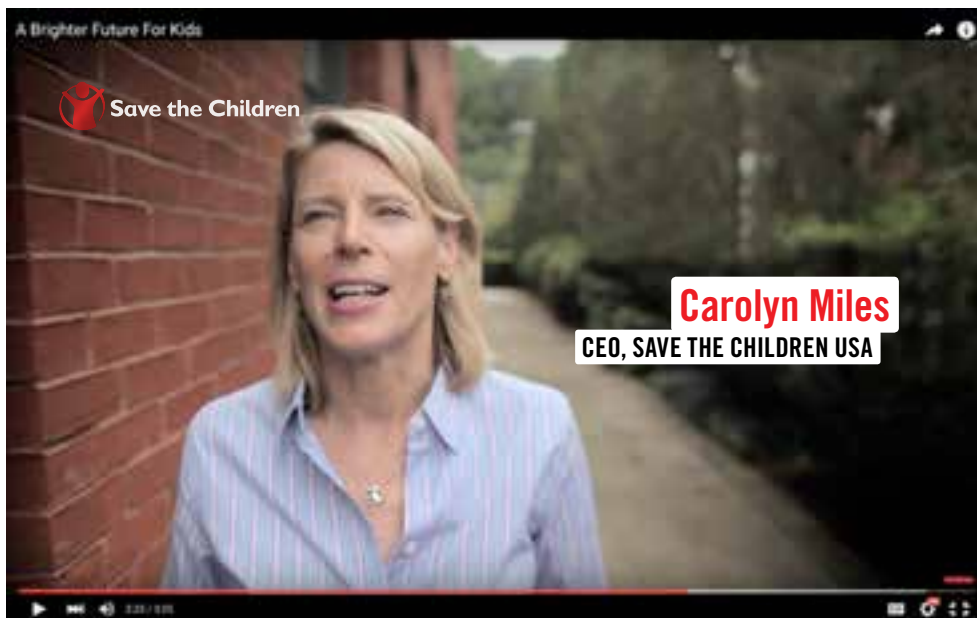 A Brighter Future For Kids
Save the Children
Carolyn Miles
CEO, SAVE THE CHILDREN USA